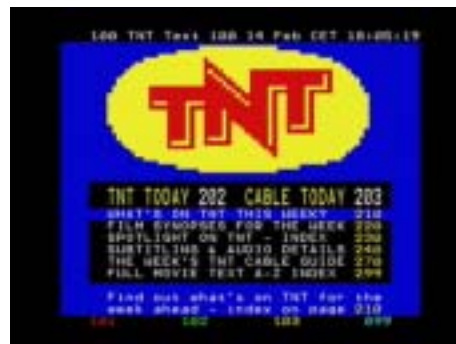 100 TNT Text 100 14 Feb CET 18:05:19
TNT
TNT TODAY 202 CABLE TODAY 203
WHAT'S ON TNT THIS WEEK? 210
FILM SYNOPSES FOR THE WEEK 220
SPOTLIGHT ON TNT - INDEX 230
SUBTITLING & AUDIO DETAILS 240
THE WEEK'S TNT CABLE GUIDE 270
FULL MOVIE TEXT A-Z INDEX 299
Find out what's on TNT for the
week ahead - index on page 210
101 102 103 099